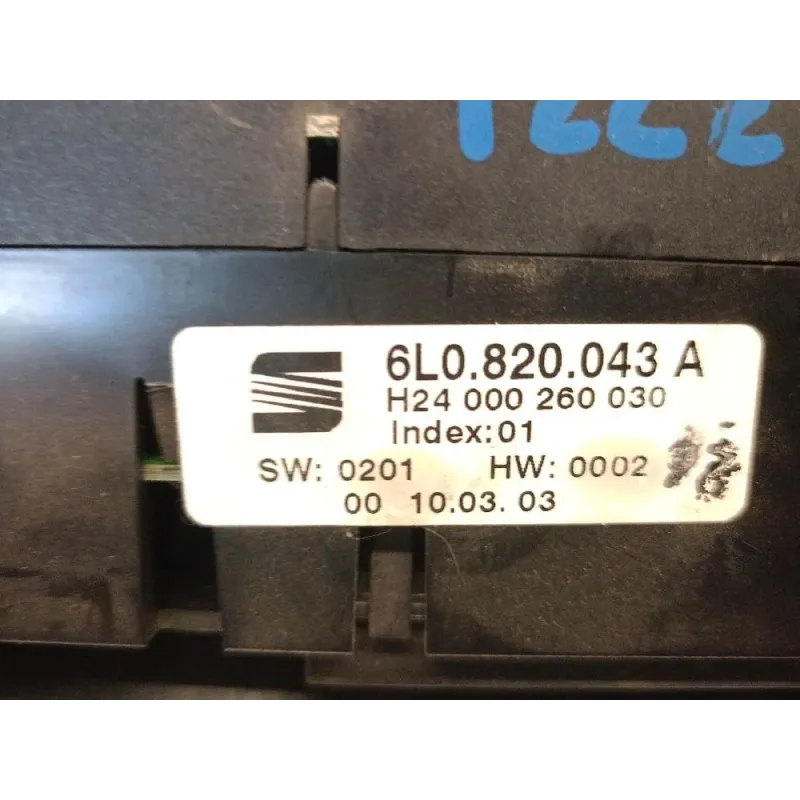 6L0.820.043 A
H24 000 260 030
Index:01
SW: 0201 HW: 0002
00 10.03. 03